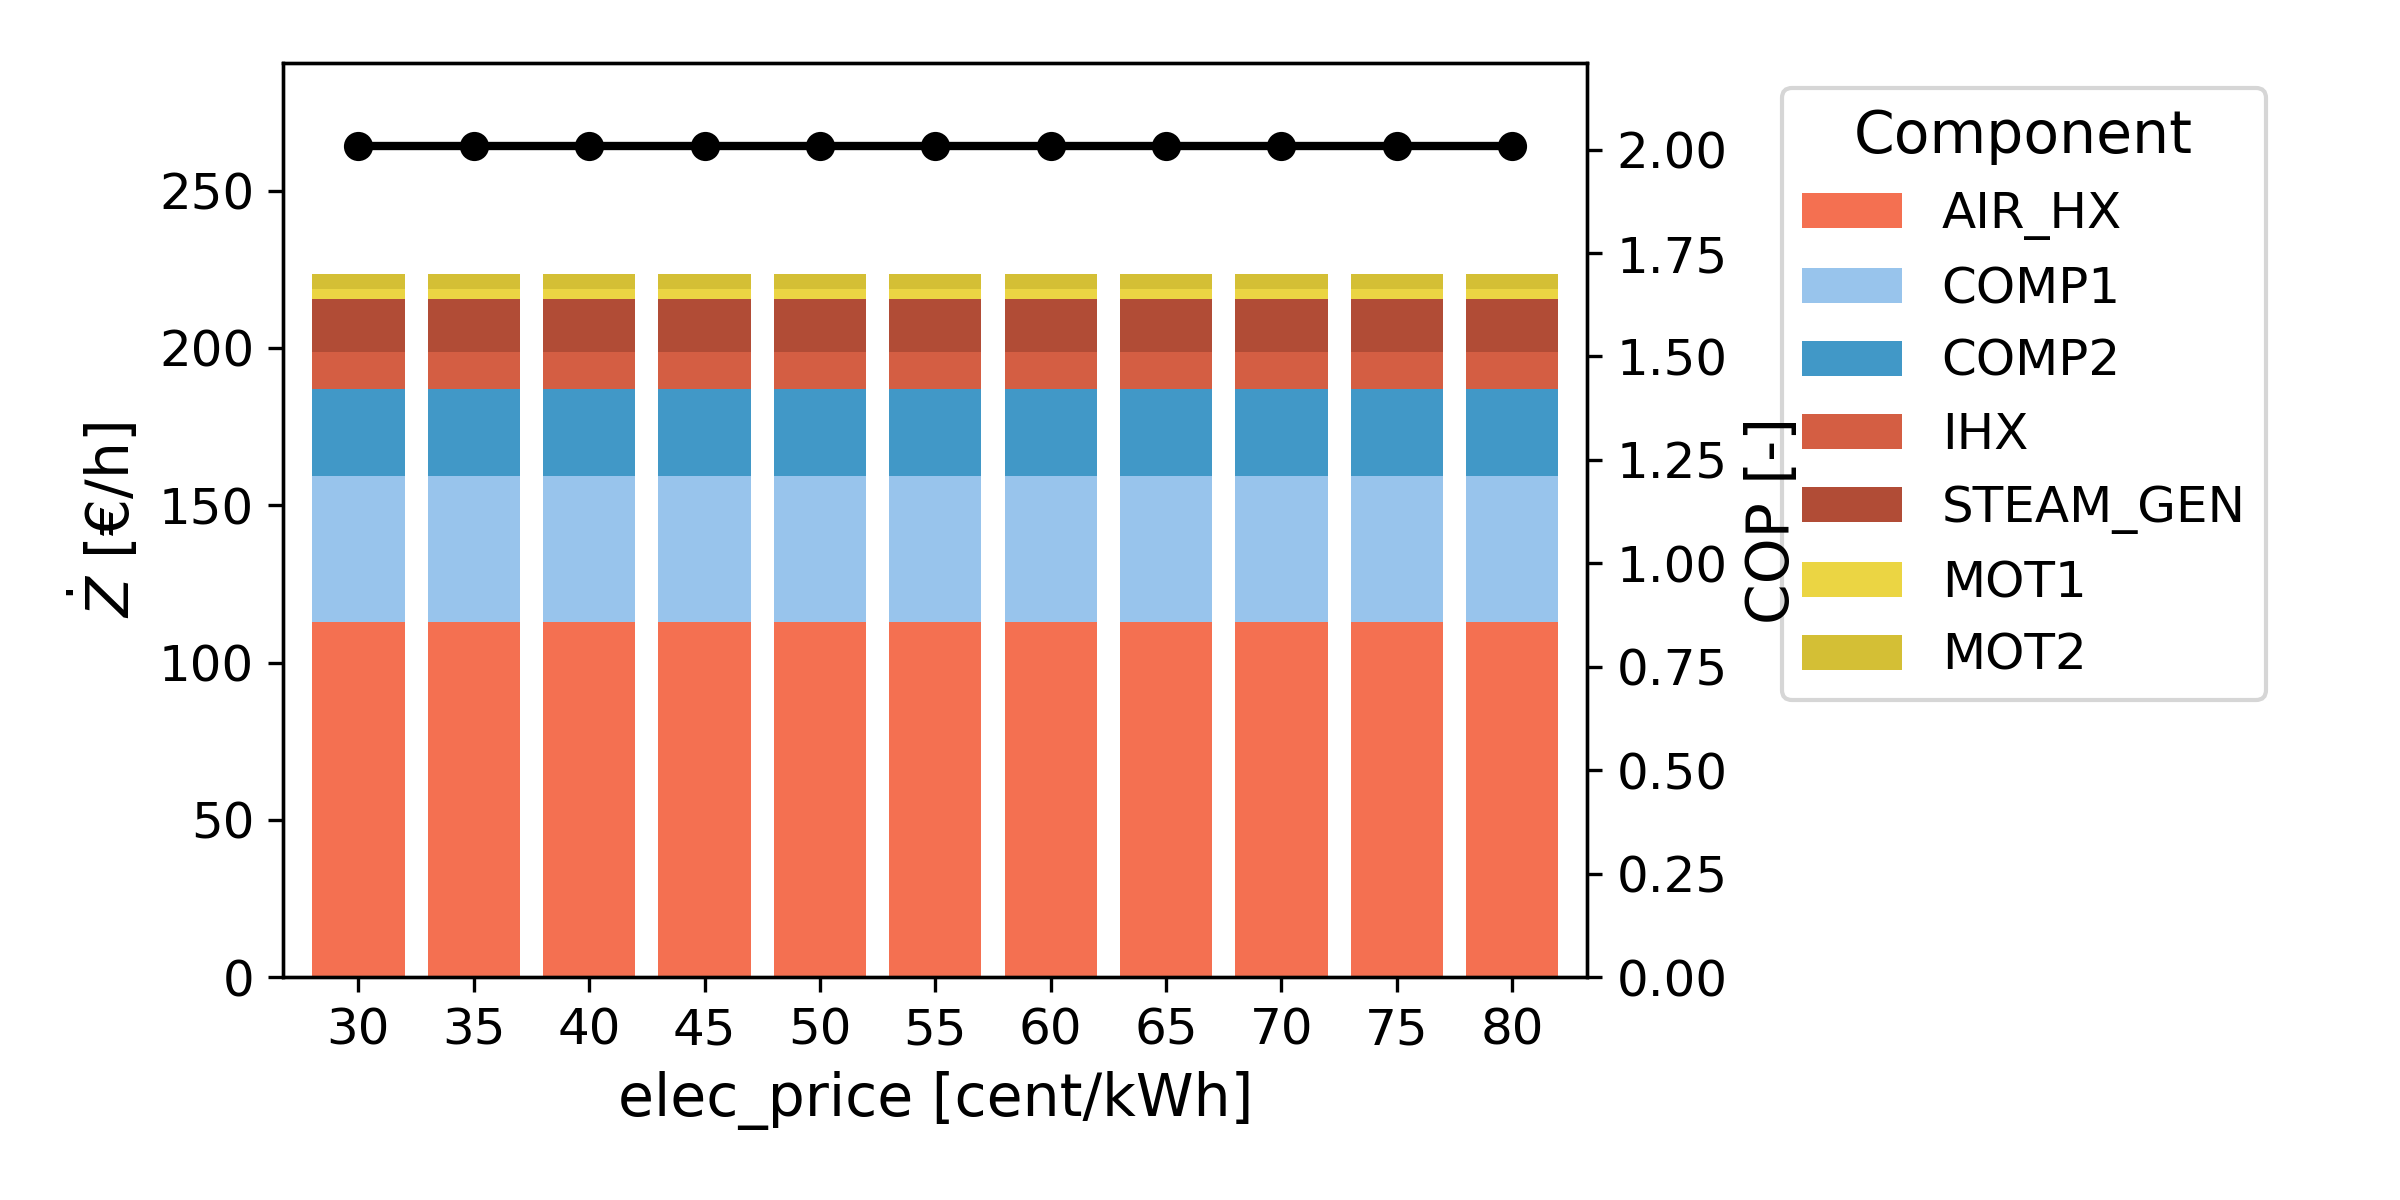 Ż [€/h]
250
200
150
100
50
0
2.00
1.75
1.50
1.25
1.00
0.75
0.50
0.25
0.00
COP [-]
30 35 40 45 50 55 60 65 70 75 80
elec_price [cent/kWh]
Component
AIR_HX
COMP1
COMP2
IHX
STEAM_GEN
MOT1
MOT2